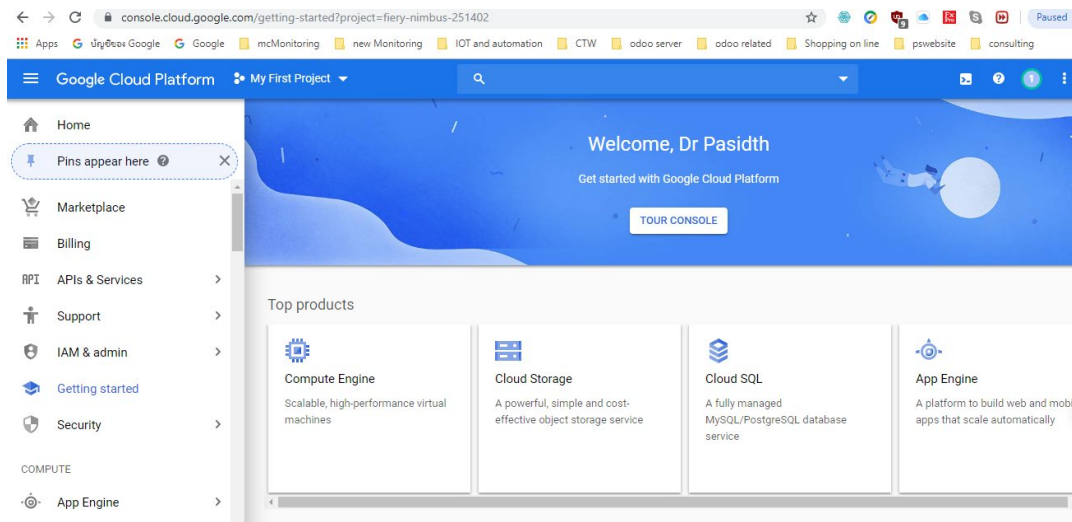 console.cloud.google.com/getting-started?project=fiery-nimbus-251402
9
Paused
Apps
บัญชีของ Google
Google
mcMonitoring
new Monitoring
IOT and automation
CTW
odoo server
odoo related
Shopping on line
pswebsite
consulting
Google Cloud Platform
My First Project
1
Home
Pins appear here
Marketplace
Billing
API APIs & Services
Support
IAM & admin
Getting started
Security
COMPUTE
App Engine
Welcome, Dr Pasidth
Get started with Google Cloud Platform
TOUR CONSOLE
Top products
Compute Engine
Scalable, high-performance virtual
machines
Cloud Storage
A powerful, simple and cost-
effective object storage service
Cloud SQL
A fully managed
MySQL/PostgreSQL database
service
App Engine
A platform to build web and mobi
apps that scale automatically